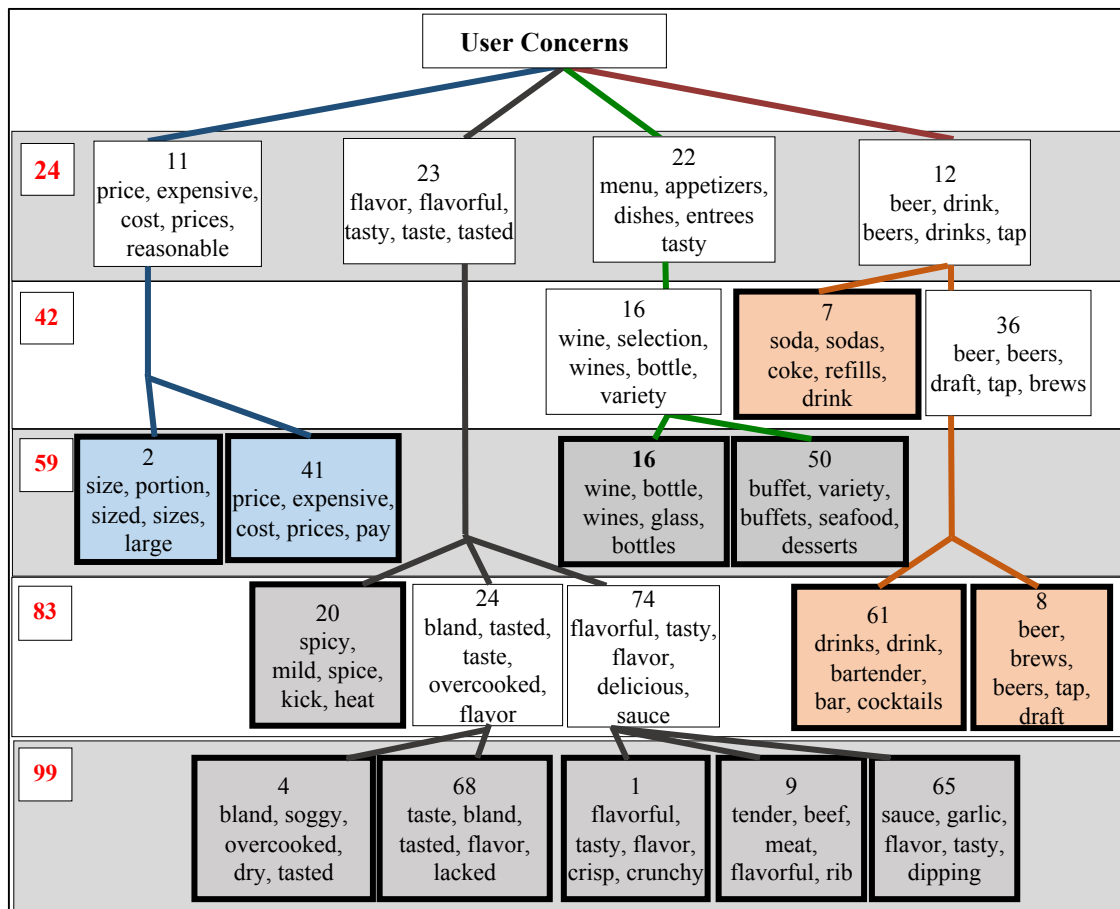 User Concerns
24
11
price, expensive,
cost, prices,
reasonable
23
flavor, flavorful,
tasty, taste, tasted
22
menu, appetizers,
dishes, entrees
tasty
12
beer, drink,
beers, drinks, tap
42
16
wine, selection,
wines, bottle,
variety
7
soda, sodas,
coke, refills,
drink
36
beer, beers,
draft, tap, brews
59
2
size, portion,
sized, sizes,
large
41
price, expensive,
cost, prices, pay
16
wine, bottle,
wines, glass,
bottles
50
buffet, variety,
buffets, seafood,
desserts
83
20
spicy,
mild, spice,
kick, heat
24
bland, tasted,
taste,
overcooked,
flavor
74
flavorful, tasty,
flavor,
delicious,
sauce
61
drinks, drink,
bartender,
bar, cocktails
8
beer,
brews,
beers, tap,
draft
99
4
bland, soggy,
overcooked,
dry, tasted
68
taste, bland,
tasted, flavor,
lacked
1
flavorful,
tasty, flavor,
crisp, crunchy
9
tender, beef,
meat,
flavorful, rib
65
sauce, garlic,
flavor, tasty,
dipping